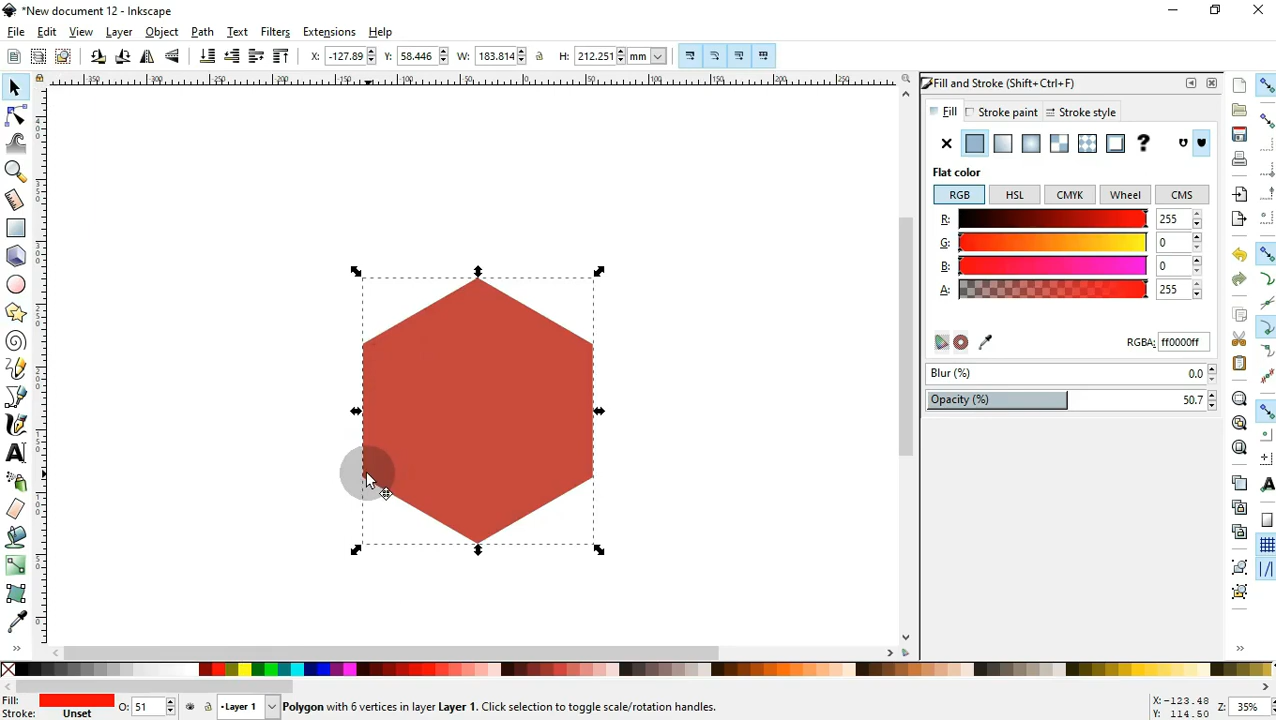 *New document 12 - Inkscape
File Edit View Layer Object Path Text Filters Extensions Help
X: -127.89 Y: 58.446 W: 183.814 H: 212.251 mm
Fill and Stroke (Shift+Ctrl+F)
Fill Stroke paint Stroke style
Flat color
RGB HSL CMYK Wheel CMS
R: 255
G: 0
B: 0
A: 255
RGBA: ff0000ff
Blur (%) 0.0
Opacity (%) 50.7
Fill: O: 51 Layer 1 Polygon with 6 vertices in layer Layer 1. Click selection to toggle scale/rotation handles. X: -123.48 Z: 35%
Stroke: Unset Y: 114.50